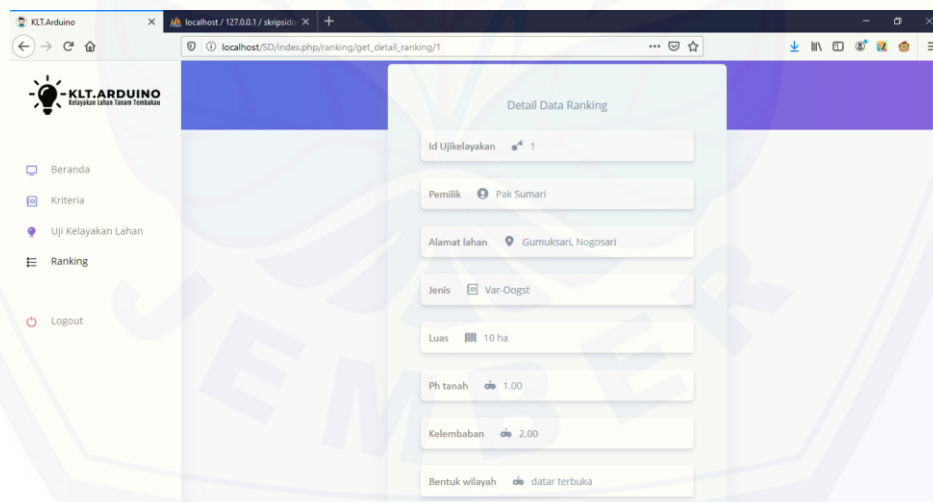 KLT.Arduino
localhost / 127.0.0.1 / skripsido
localhost/SD/index.php/ranking/get_detail_ranking/1
KLT.ARDUINO
Kelayakan Lahan Tanam Tembakau
Beranda
Kriteria
Uji Kelayakan Lahan
Ranking
Logout
Detail Data Ranking
Id Ujikelayakan 1
Pemilik Pak Sumari
Alamat lahan Gumuksari, Nogosari
Jenis Var-Oogst
Luas 10 ha
Ph tanah 1.00
Kelembaban 2.00
Bentuk wilayah datar terbuka
JEMBER